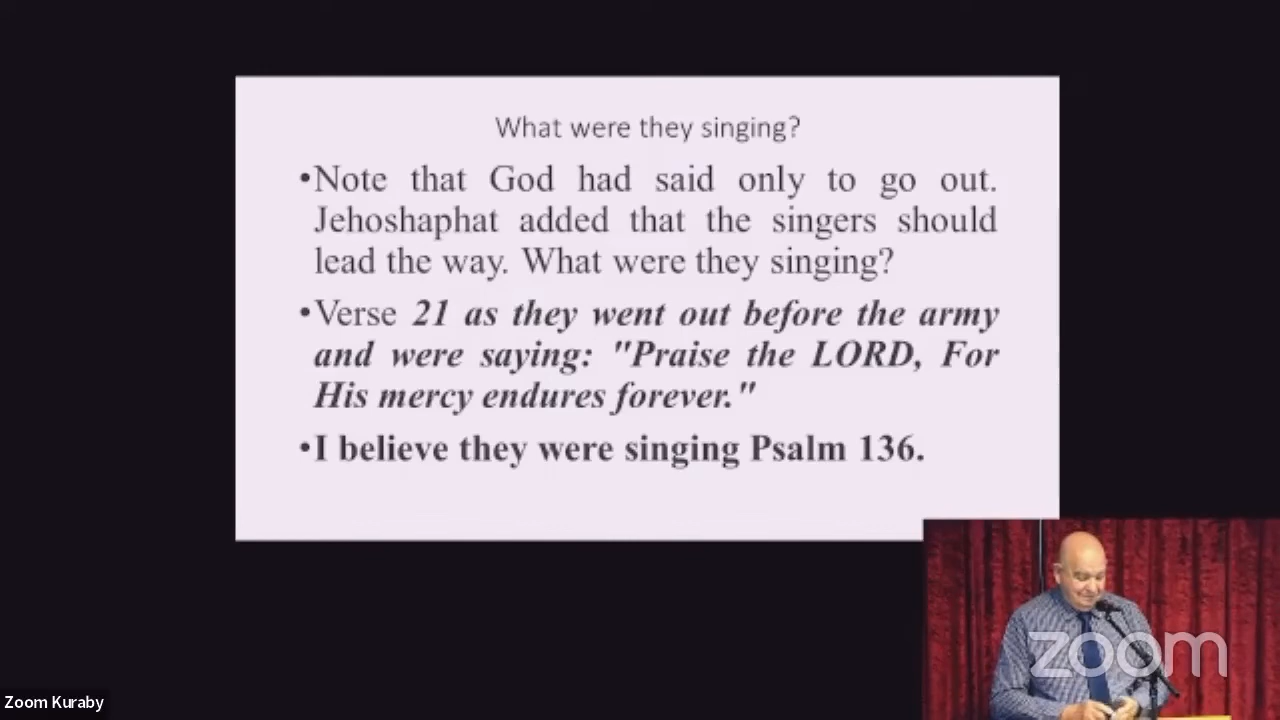 What were they singing?
•Note that God had said only to go out.
Jehoshaphat added that the singers should
lead the way. What were they singing?
•Verse 21 as they went out before the army
and were saying: "Praise the LORD, For
His mercy endures forever."
•I believe they were singing Psalm 136.
zoom
Zoom Kuraby